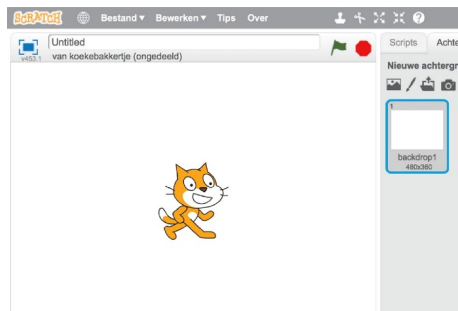 SCRATCH Bestand▼ Bewerken▼ Tips Over
Untitled
v453.1 van koekebakkertje (ongedeeld)
Scripts Achte
Nieuwe achtergr
1
backdrop1
480x360